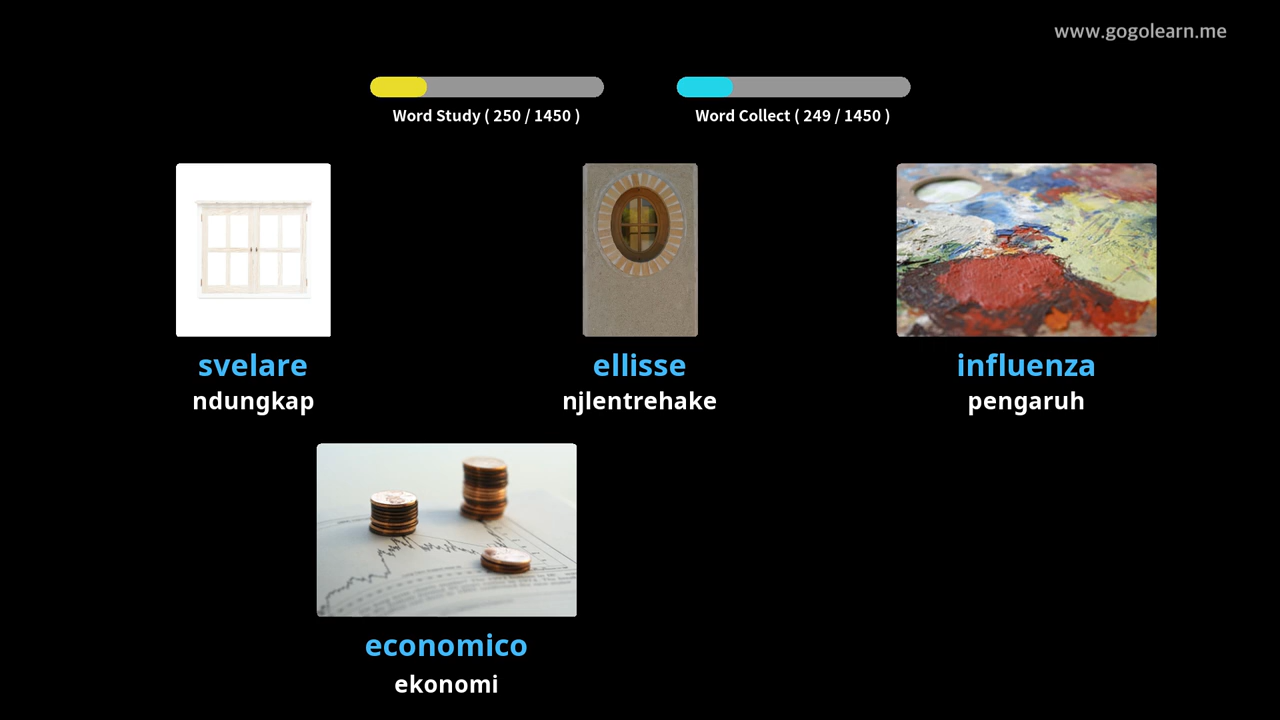 www.gogolearn.me
Word Study ( 250 / 1450 )
Word Collect ( 249 / 1450 )
svelare
ndungkap
ellisse
njlentrehake
influenza
pengaruh
economico
ekonomi